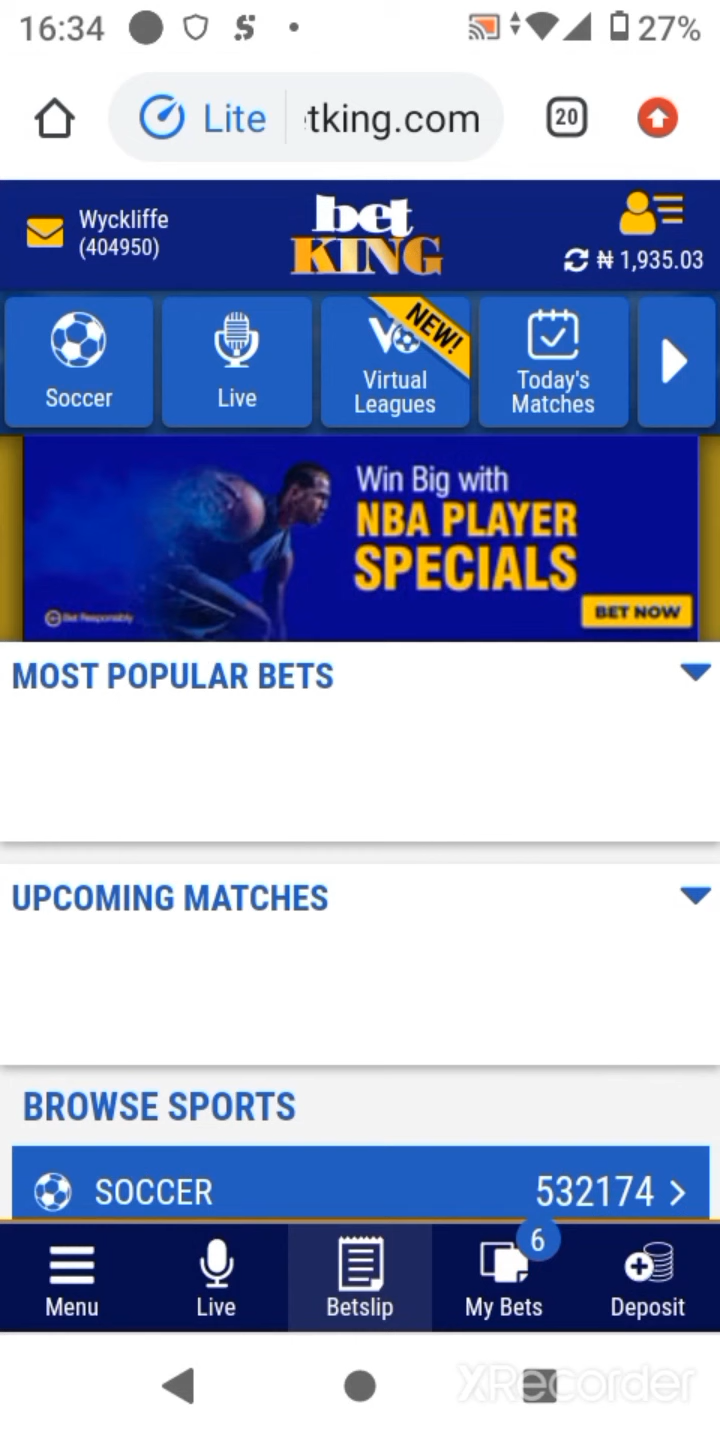 16:34
27%
Lite
tking.com
20
Wyckliffe
(404950)
bet
KING
₦ 1,935.03
Soccer
Live
NEW!
Virtual
Leagues
Today's
Matches
Win Big with
NBA PLAYER
SPECIALS
Bet Responsibly
BET NOW
MOST POPULAR BETS
UPCOMING MATCHES
BROWSE SPORTS
SOCCER
532174
6
Menu
Live
Betslip
My Bets
Deposit
XRecorder